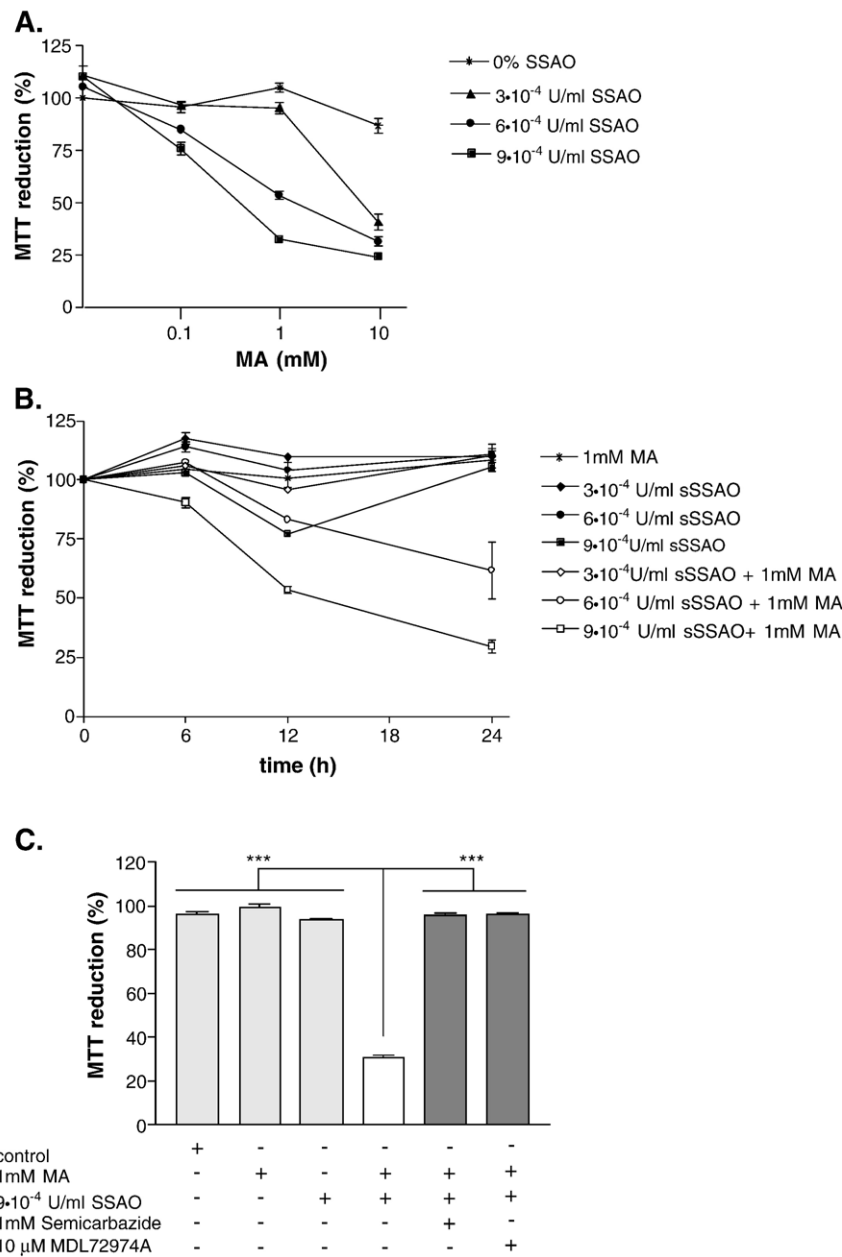 A.
125
100
75
50
25
0
MTT reduction (%)
0.1 1 10
MA (mM)
0% SSAO
3•10-4 U/ml SSAO
6•10-4 U/ml SSAO
9•10-4 U/ml SSAO
B.
125
100
75
50
25
0
MTT reduction (%)
0 6 12 18 24
time (h)
1mM MA
3•10-4 U/ml sSSAO
6•10-4 U/ml sSSAO
9•10-4U/ml sSSAO
3•10-4U/ml sSSAO + 1mM MA
6•10-4 U/ml sSSAO + 1mM MA
9•10-4 U/ml sSSAO+ 1mM MA
C.
120
100
80
60
40
20
0
MTT reduction (%)
*** ***
control + - - - - -
1mM MA - + - + + +
9•10-4 U/ml SSAO - - + + + +
1mM Semicarbazide - - - - + -
10 μM MDL72974A - - - - - +